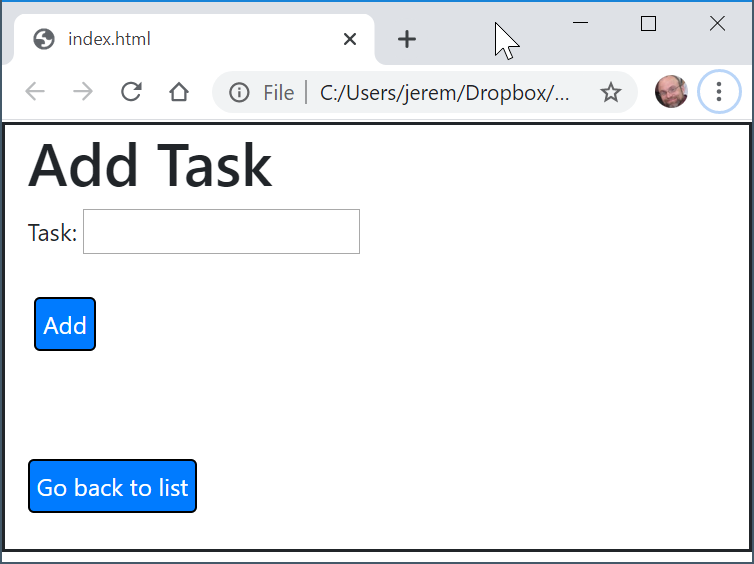 index.html
File | C:/Users/jerem/Dropbox/...
Add Task
Task:
Add
Go back to list